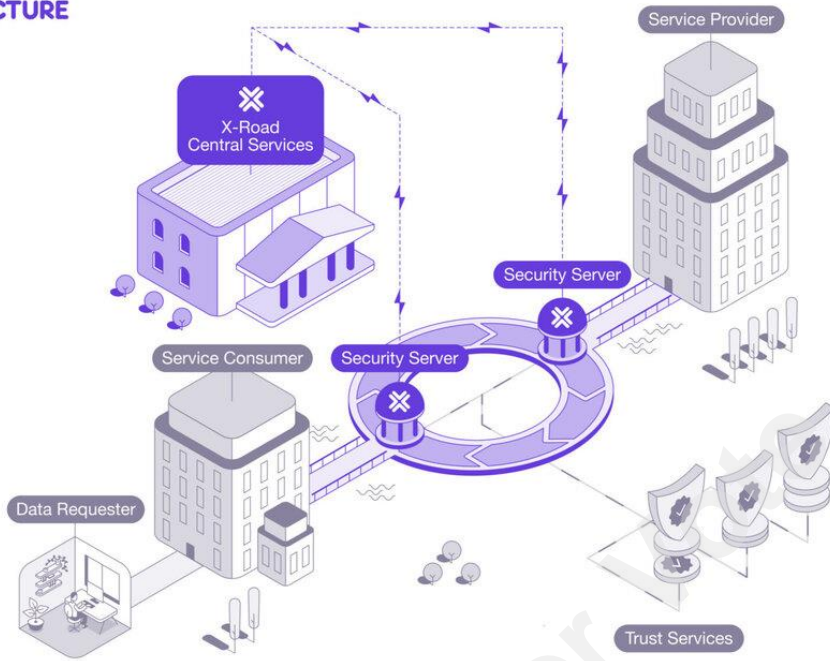 CTURE
Service Provider
X-Road
Central Services
Security Server
Service Consumer
Security Server
Data Requester
Trust Services